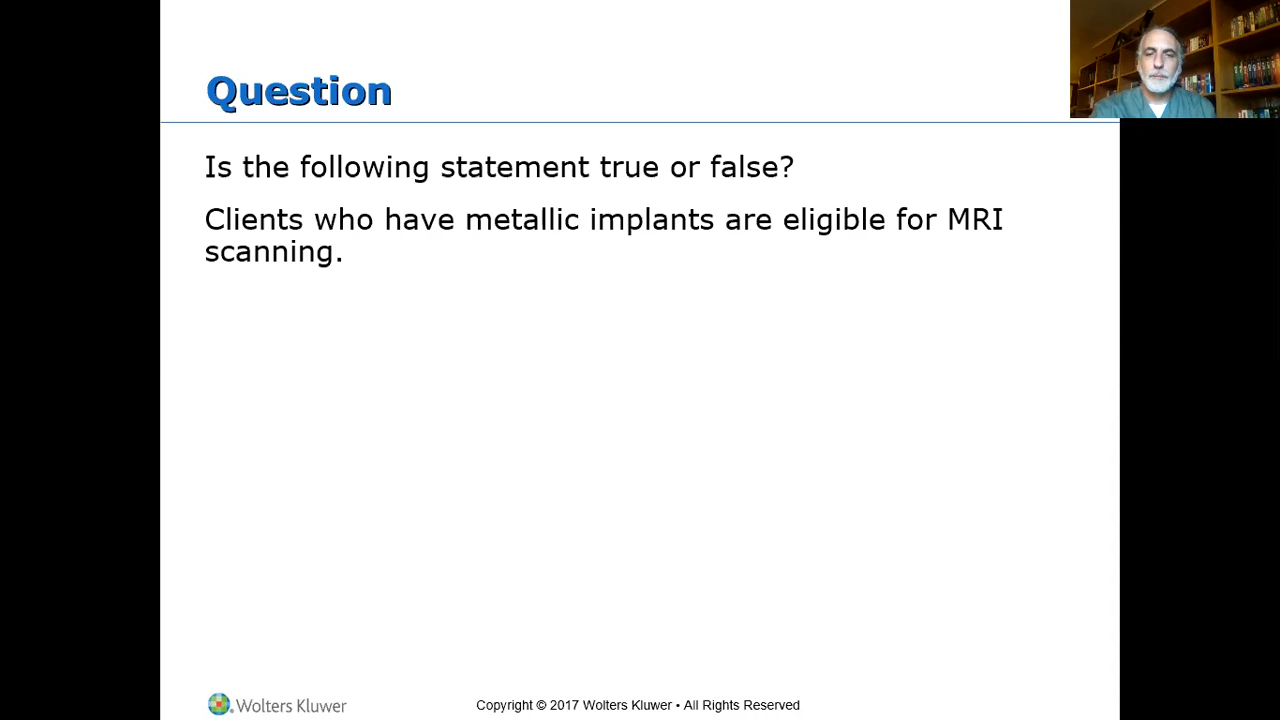 Question
Is the following statement true or false?
Clients who have metallic implants are eligible for MRI
scanning.
Wolters Kluwer
Copyright © 2017 Wolters Kluwer • All Rights Reserved